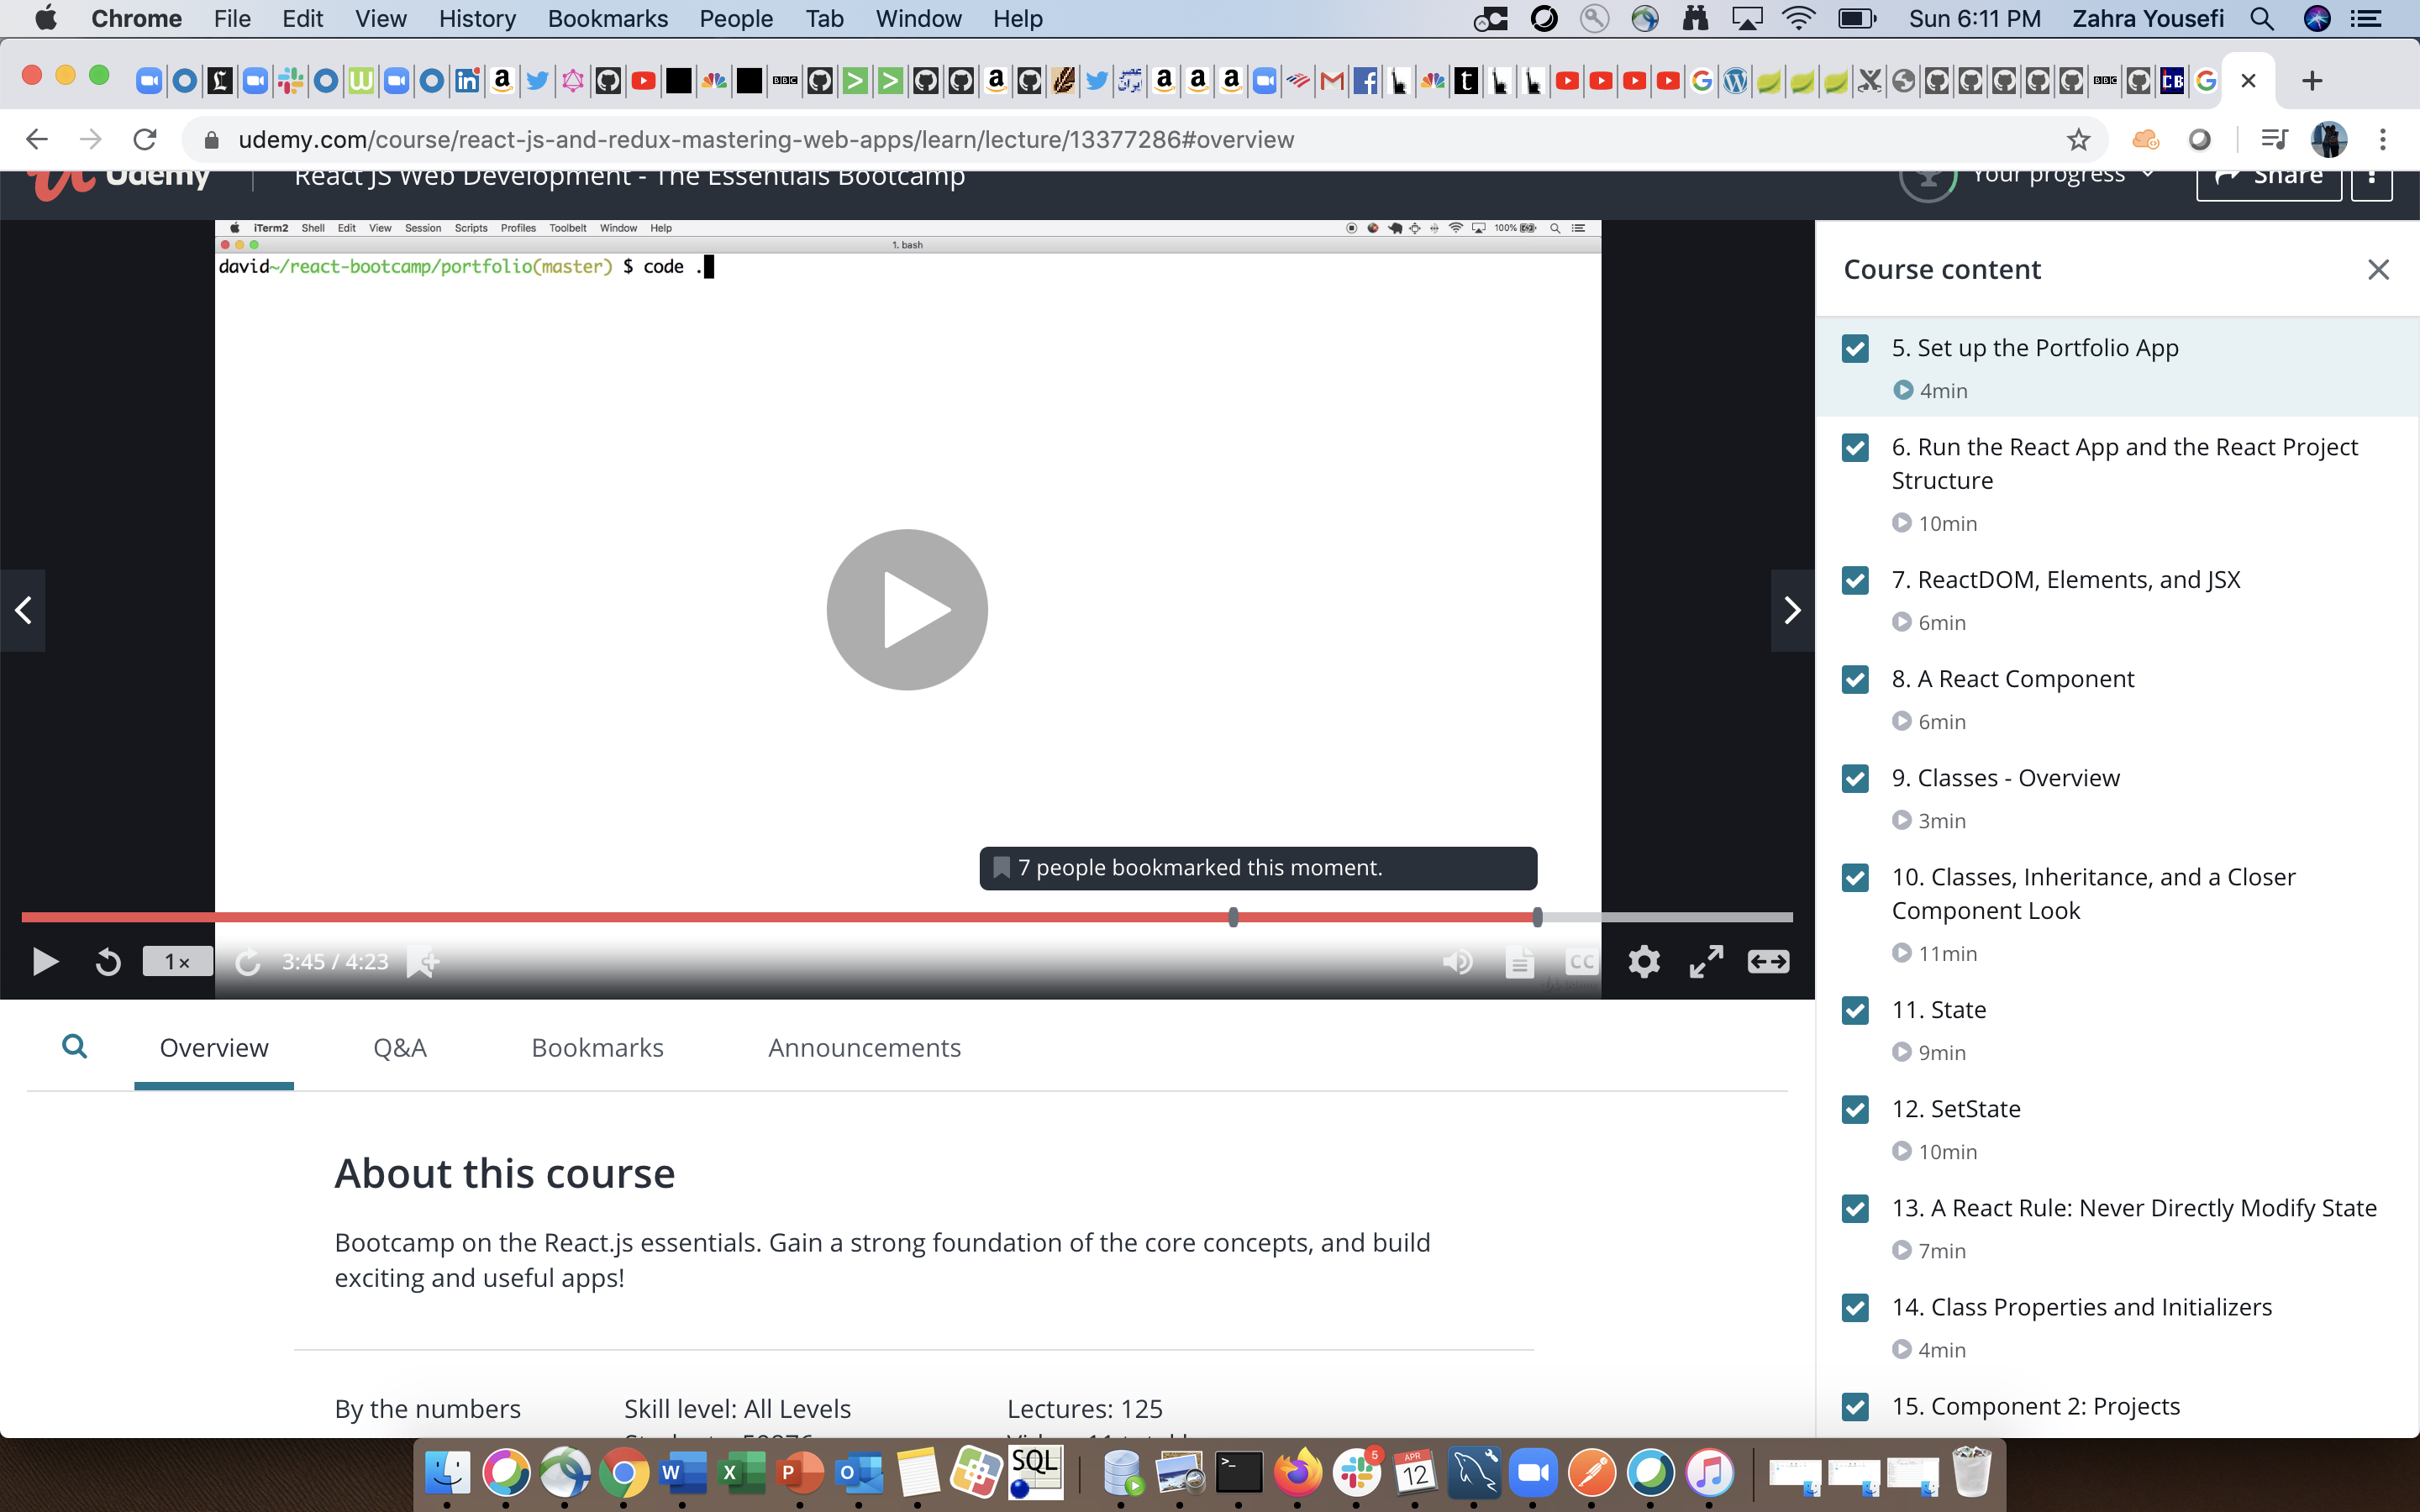 Chrome File Edit View History Bookmarks People Tab Window Help Sun 6:11 PM Zahra Yousefi
udemy.com/course/react-js-and-redux-mastering-web-apps/learn/lecture/13377286#overview
Udemy React JS Web Development - The Essentials Bootcamp Your progress Share
iTerm2 Shell Edit View Session Scripts Profiles Toolbelt Window Help 100%
1. bash
david~/react-bootcamp/portfolio(master) $ code .
7 people bookmarked this moment.
1x 3:45 / 4:23 CC
Overview Q&A Bookmarks Announcements
About this course
Bootcamp on the React.js essentials. Gain a strong foundation of the core concepts, and build
exciting and useful apps!
By the numbers Skill level: All Levels Lectures: 125
Course content
5. Set up the Portfolio App
4min
6. Run the React App and the React Project
Structure
10min
7. ReactDOM, Elements, and JSX
6min
8. A React Component
6min
9. Classes - Overview
3min
10. Classes, Inheritance, and a Closer
Component Look
11min
11. State
9min
12. SetState
10min
13. A React Rule: Never Directly Modify State
7min
14. Class Properties and Initializers
4min
15. Component 2: Projects
SQL
5
APR
12